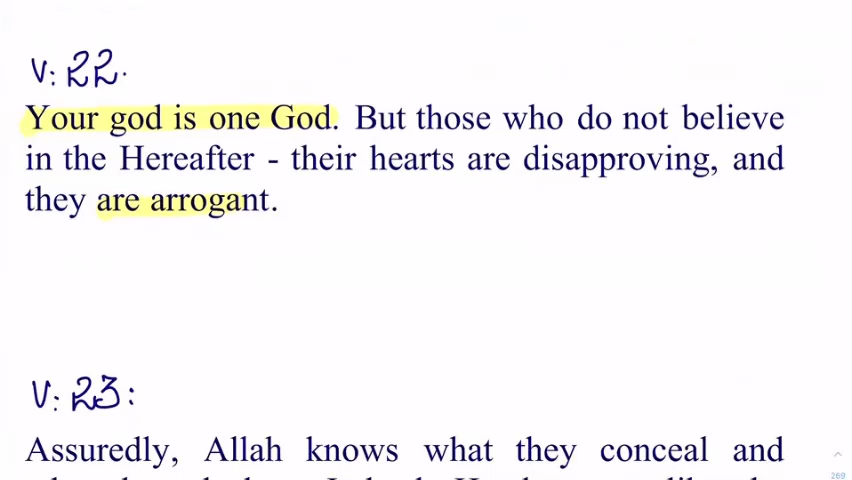 V: 22.
Your god is one God. But those who do not believe
in the Hereafter - their hearts are disapproving, and
they are arrogant.
V: 23:
Assuredly, Allah knows what they conceal and
269